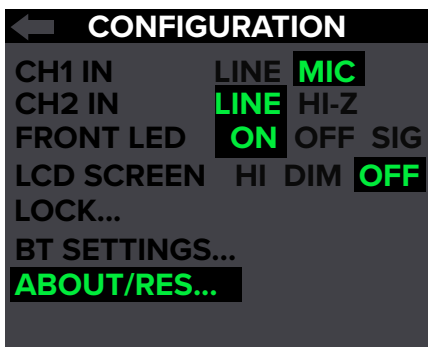 CONFIGURATION
CH1 IN LINE MIC
CH2 IN LINE HI-Z
FRONT LED ON OFF SIG
LCD SCREEN HI DIM OFF
LOCK...
BT SETTINGS...
ABOUT/RES...